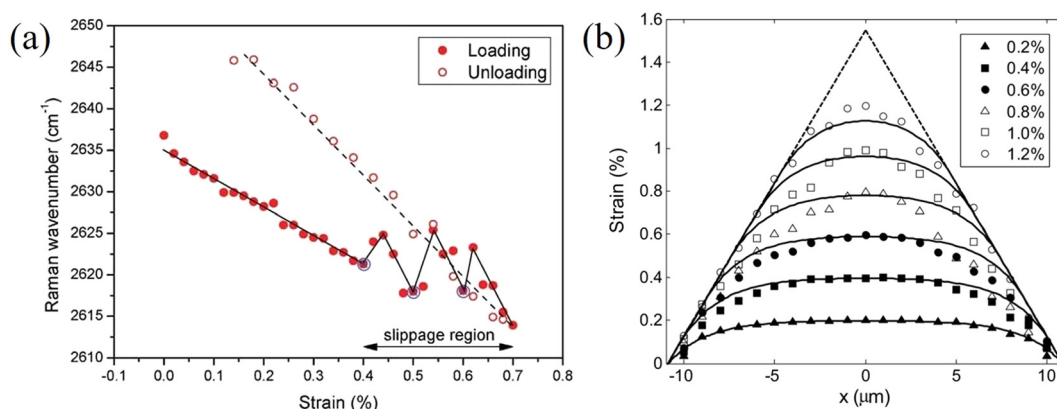 (a)
2650
2645
2640
2635
2630
2625
2620
2615
2610
Raman wavenumber (cm⁻¹)
Loading
Unloading
slippage region
-0.1 0.0 0.1 0.2 0.3 0.4 0.5 0.6 0.7 0.8
Strain (%)
(b)
1.6
1.4
1.2
1
0.8
0.6
0.4
0.2
0
Strain (%)
0.2%
0.4%
0.6%
0.8%
1.0%
1.2%
-10 -5 0 5 10
x (μm)